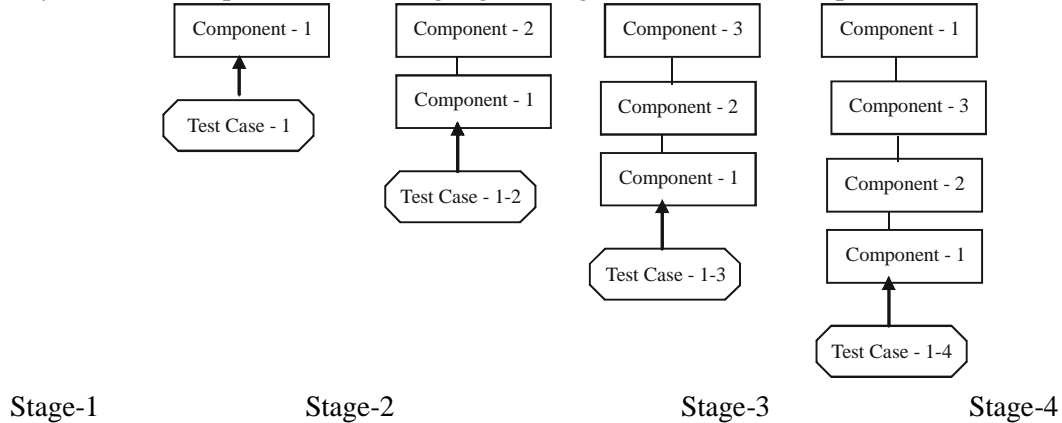 Component - 1
Test Case - 1
Component - 2
Component - 1
Test Case - 1-2
Component - 3
Component - 2
Component - 1
Test Case - 1-3
Component - 1
Component - 3
Component - 2
Component - 1
Test Case - 1-4
Stage-1 Stage-2 Stage-3 Stage-4